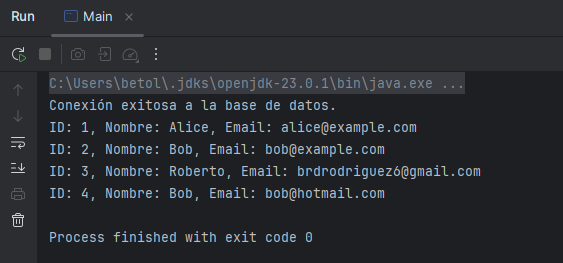 Run Main
C:\Users\betol\.jdks\openjdk-23.0.1\bin\java.exe ...
Conexión exitosa a la base de datos.
ID: 1, Nombre: Alice, Email: alice@example.com
ID: 2, Nombre: Bob, Email: bob@example.com
ID: 3, Nombre: Roberto, Email: brdrodriguez6@gmail.com
ID: 4, Nombre: Bob, Email: bob@hotmail.com
Process finished with exit code 0